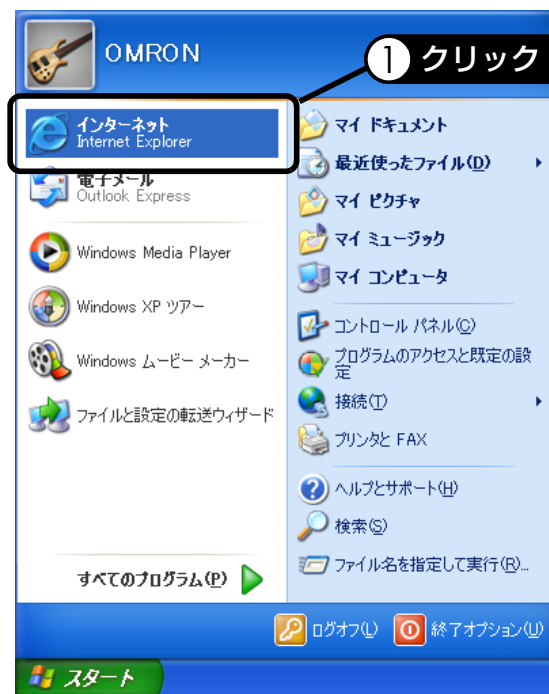 OMRON
① クリック
インターネット
Internet Explorer
電子メール
Outlook Express
Windows Media Player
Windows XP ツアー
Windows ムービー メーカー
ファイルと設定の転送ウィザード
すべてのプログラム(P)
マイ ドキュメント
最近使ったファイル(D)
マイ ピクチャ
マイ ミュージック
マイ コンピュータ
コントロール パネル(C)
プログラムのアクセスと既定の設
定
接続(T)
プリンタと FAX
ヘルプとサポート(H)
検索(S)
ファイル名を指定して実行(R)...
ログオフ(L)
終了オプション(U)
スタート